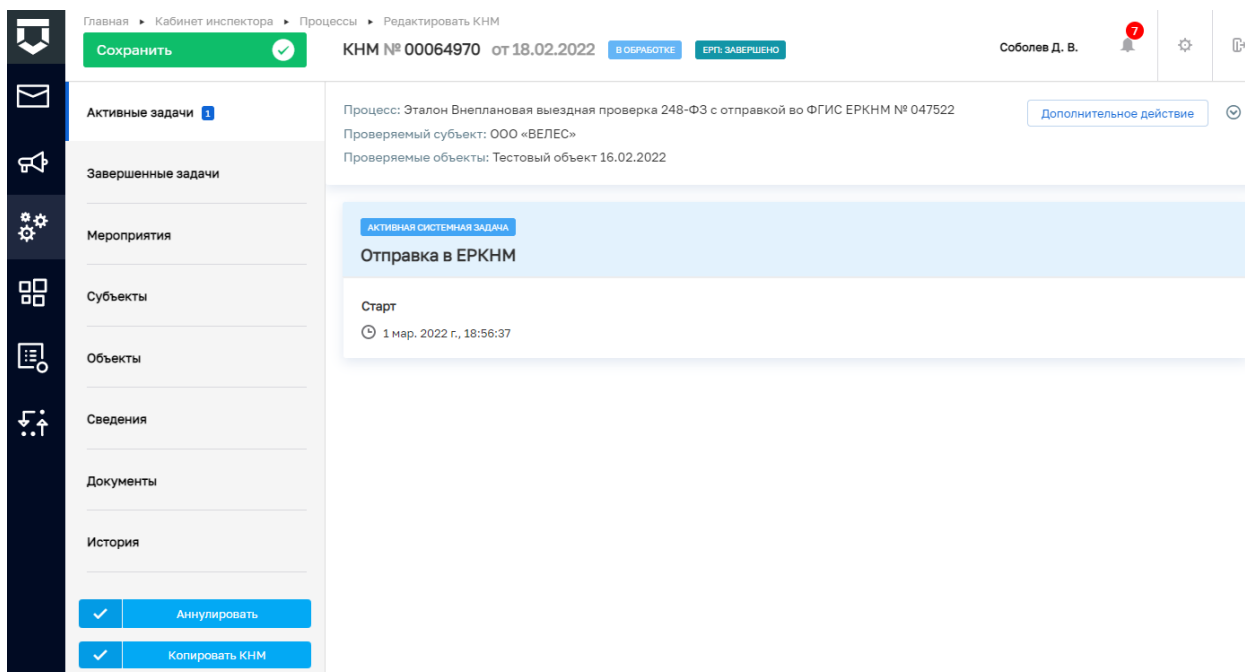 Главная ▸ Кабинет инспектора ▸ Процессы ▸ Редактировать КНМ
Сохранить
КНМ № 00064970 от 18.02.2022 В ОБРАБОТКЕ ЕРП: ЗАВЕРШЕНО
Соболев Д. В.
7
Активные задачи 1
Завершенные задачи
Мероприятия
Субъекты
Объекты
Сведения
Документы
История
Аннулировать
Копировать КНМ
Процесс: Эталон Внеплановая выездная проверка 248-ФЗ с отправкой во ФГИС ЕРКНМ № 047522
Проверяемый субъект: ООО «ВЕЛЕС»
Проверяемые объекты: Тестовый объект 16.02.2022
Дополнительное действие
АКТИВНАЯ СИСТЕМНАЯ ЗАДАЧА
Отправка в ЕРКНМ
Старт
1 мар. 2022 г., 18:56:37